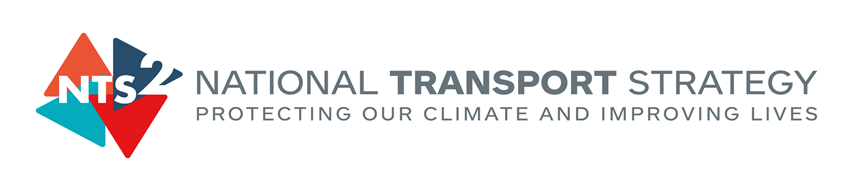 NTS2
NATIONAL TRANSPORT STRATEGY
PROTECTING OUR CLIMATE AND IMPROVING LIVES